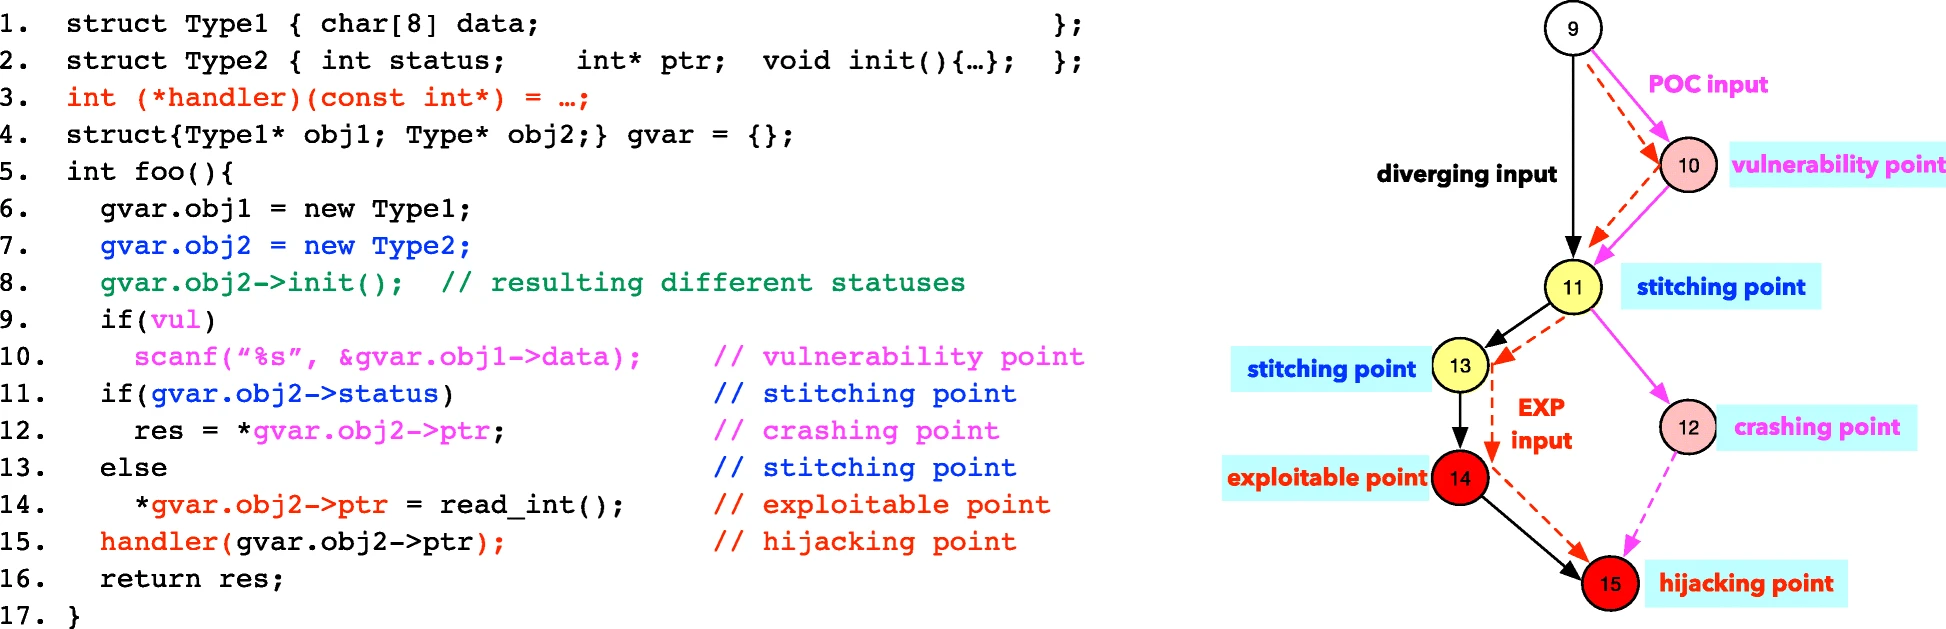 1. struct Type1 { char[8] data; };
2. struct Type2 { int status; int* ptr; void init(){…}; };
3. int (*handler)(const int*) = …;
4. struct{Type1* obj1; Type* obj2;} gvar = {};
5. int foo(){
6. gvar.obj1 = new Type1;
7. gvar.obj2 = new Type2;
8. gvar.obj2->init(); // resulting different statuses
9. if(vul)
10. scanf(“%s”, &gvar.obj1->data); // vulnerability point
11. if(gvar.obj2->status) // stitching point
12. res = *gvar.obj2->ptr; // crashing point
13. else // stitching point
14. *gvar.obj2->ptr = read_int(); // exploitable point
15. handler(gvar.obj2->ptr); // hijacking point
16. return res;
17. }
9
POC input
10 vulnerability point
diverging input
11 stitching point
stitching point 13
EXP
input
12 crashing point
exploitable point 14
15 hijacking point